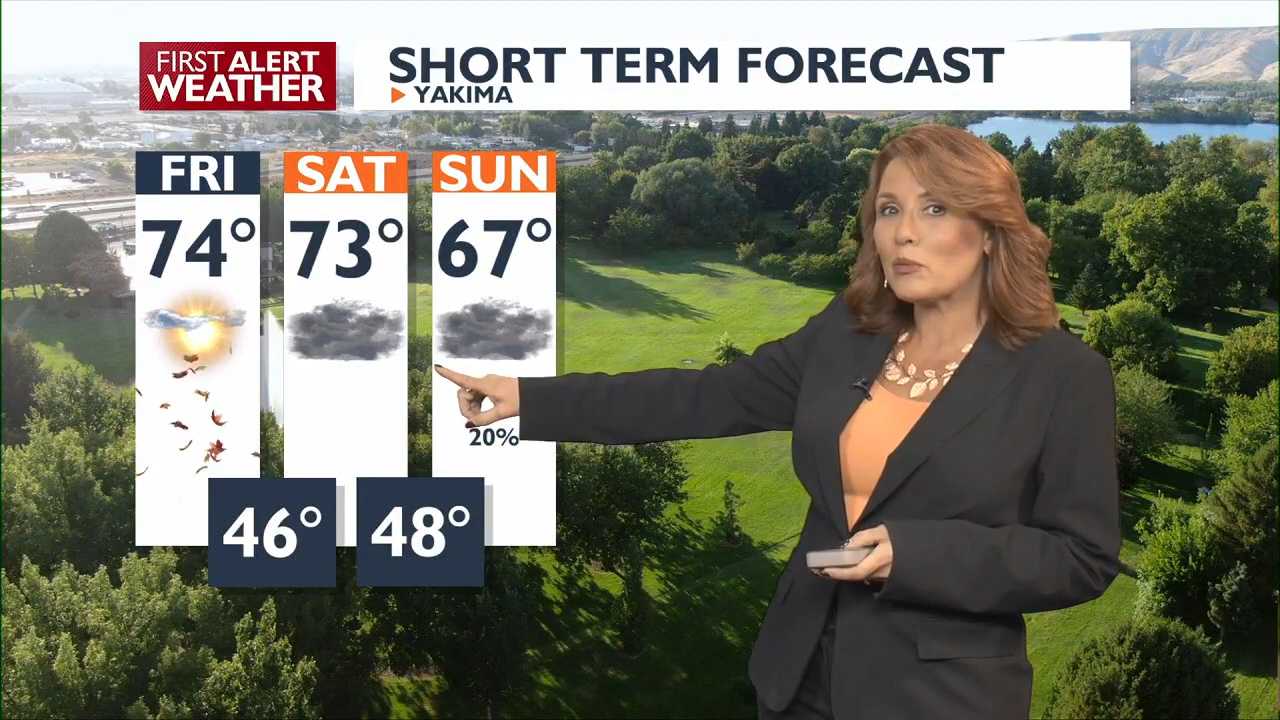 FIRST ALERT
WEATHER
SHORT TERM FORECAST
YAKIMA
FRI
SAT
SUN
74°
73°
67°
20%
46°
48°